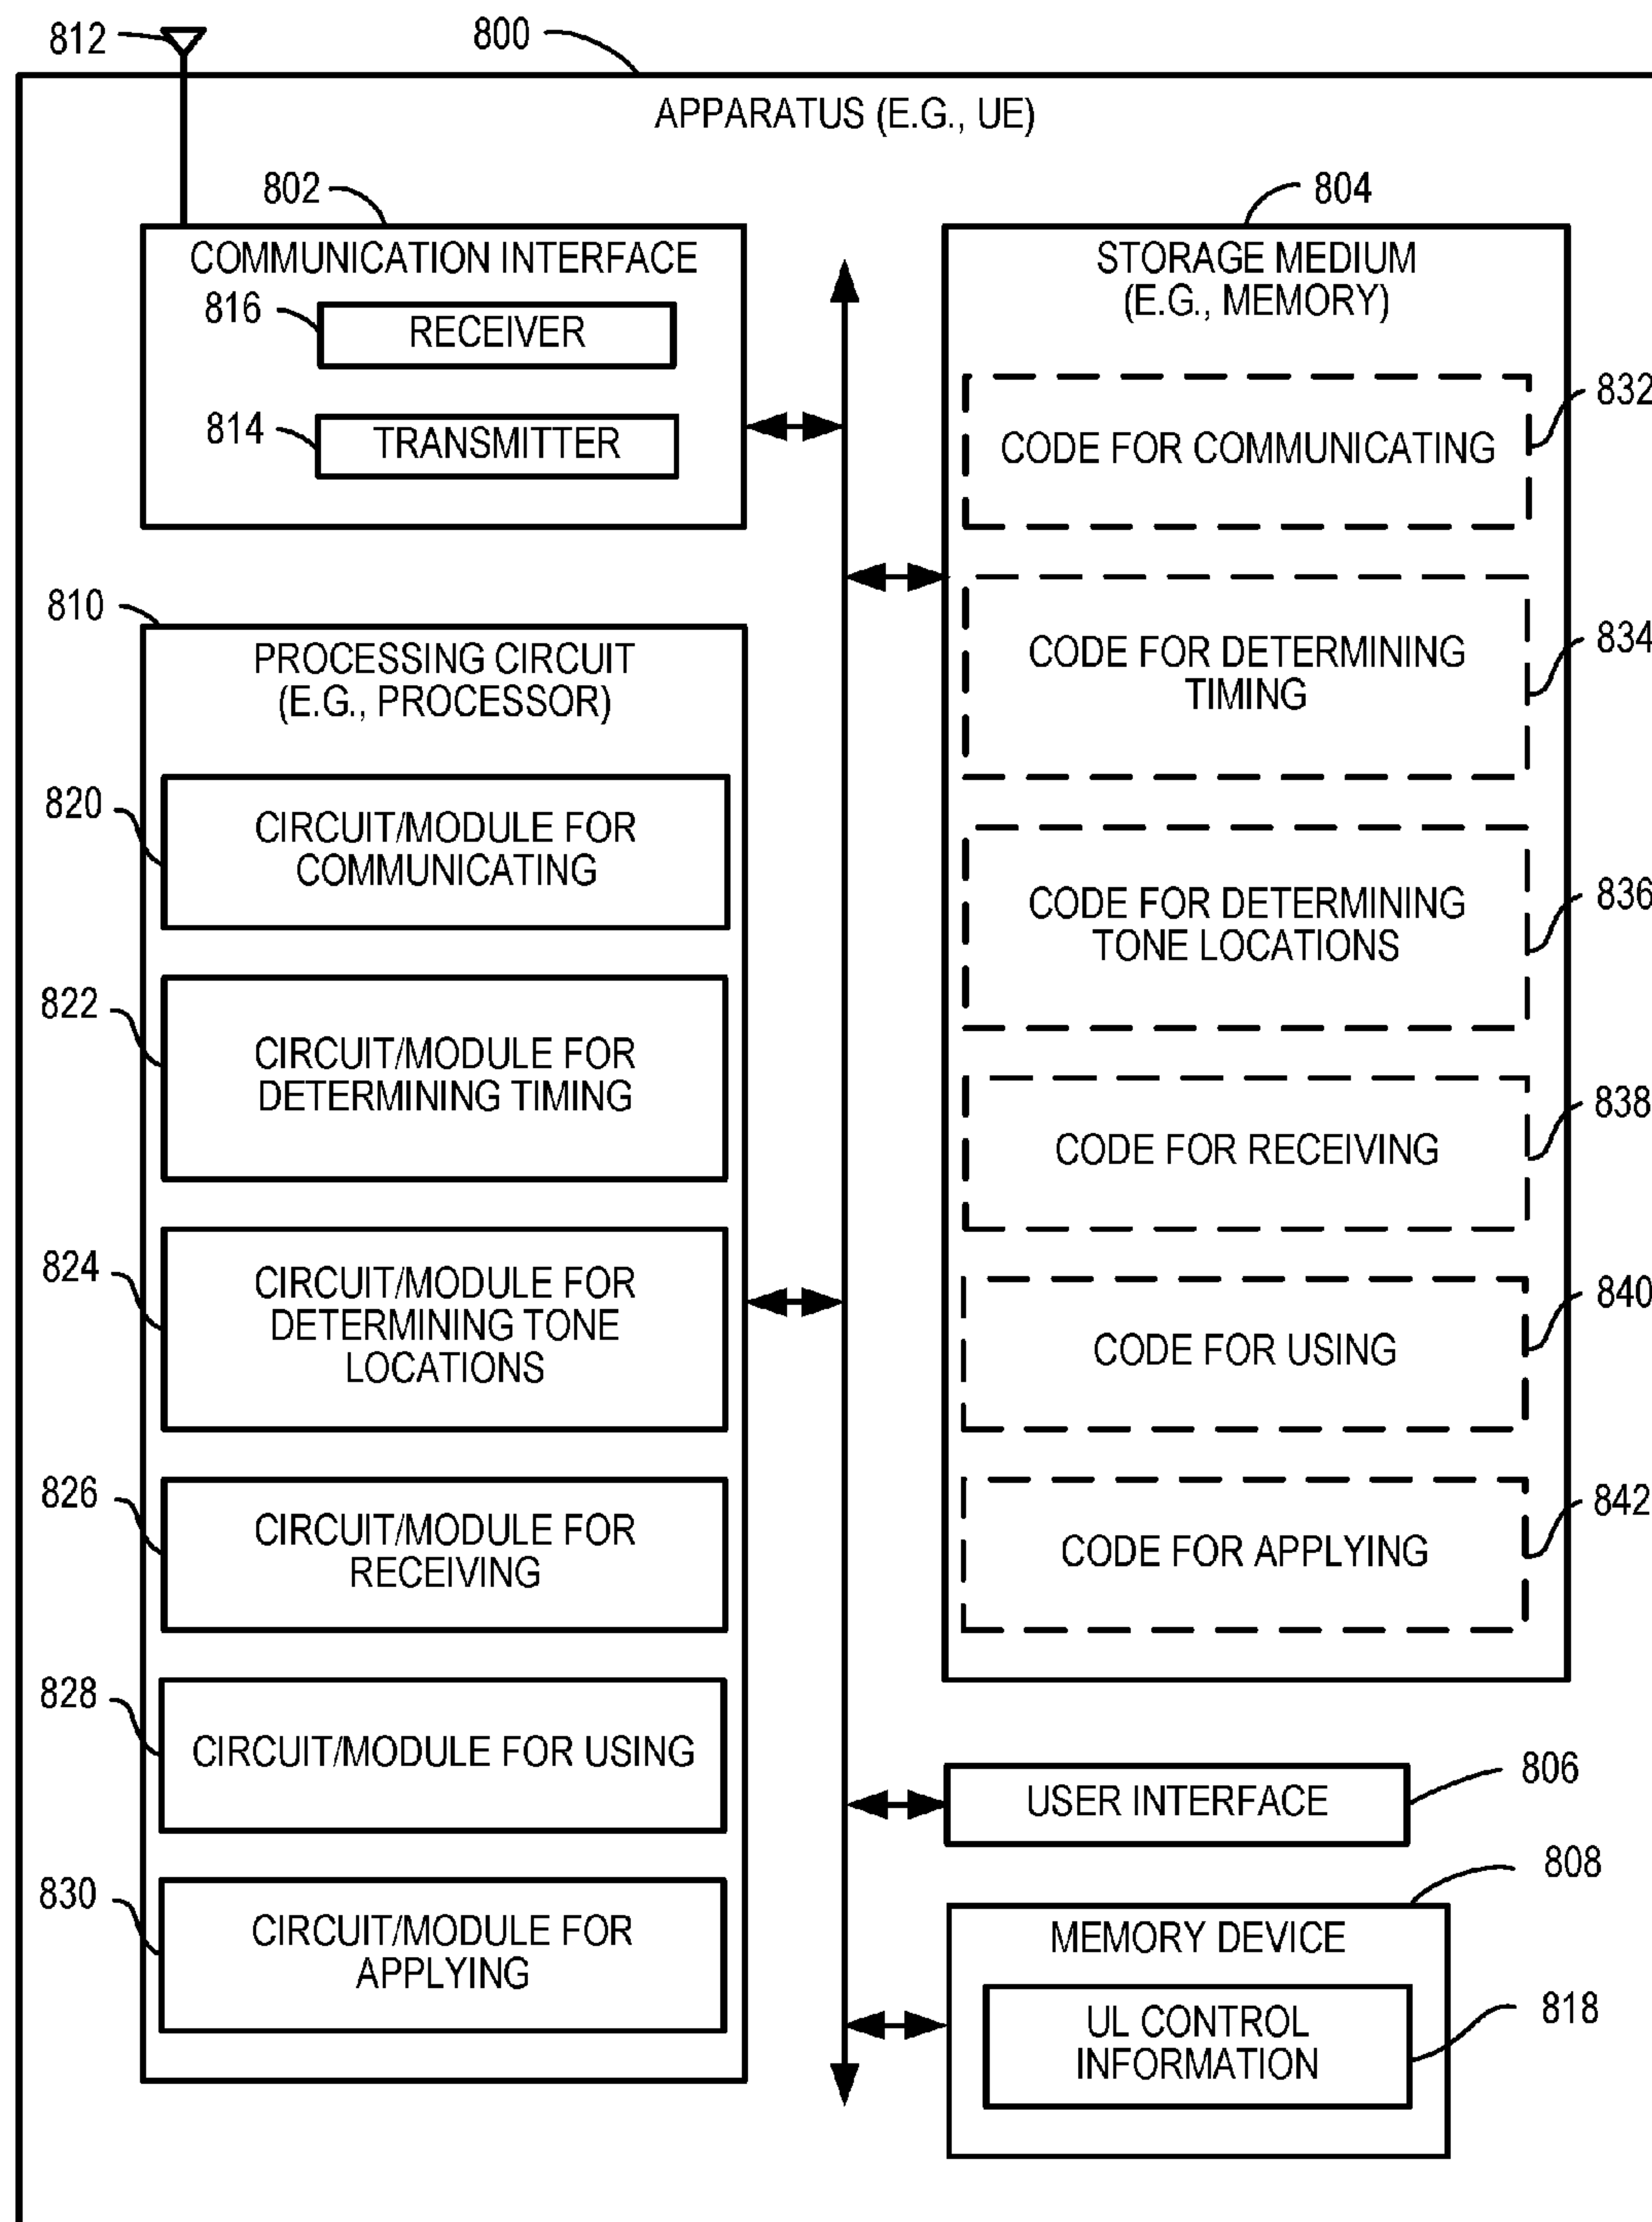 812
800
APPARATUS (E.G., UE)
802
COMMUNICATION INTERFACE
816
RECEIVER
814
TRANSMITTER
810
PROCESSING CIRCUIT
(E.G., PROCESSOR)
820
CIRCUIT/MODULE FOR
COMMUNICATING
822
CIRCUIT/MODULE FOR
DETERMINING TIMING
824
CIRCUIT/MODULE FOR
DETERMINING TONE
LOCATIONS
826
CIRCUIT/MODULE FOR
RECEIVING
828
CIRCUIT/MODULE FOR USING
830
CIRCUIT/MODULE FOR
APPLYING
804
STORAGE MEDIUM
(E.G., MEMORY)
832
CODE FOR COMMUNICATING
834
CODE FOR DETERMINING
TIMING
836
CODE FOR DETERMINING
TONE LOCATIONS
838
CODE FOR RECEIVING
840
CODE FOR USING
842
CODE FOR APPLYING
806
USER INTERFACE
808
MEMORY DEVICE
818
UL CONTROL
INFORMATION